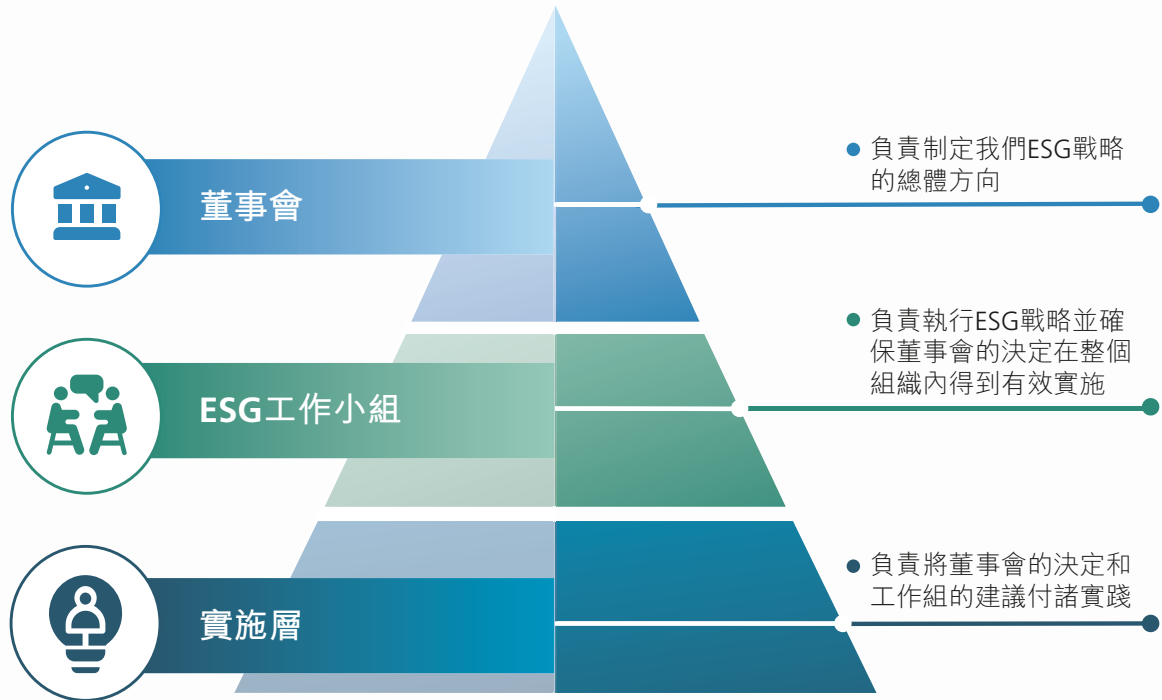 董事會
負責制定我們ESG戰略
的總體方向
ESG工作小組
負責執行ESG戰略並確
保董事會的決定在整個
組織內得到有效實施
實施層
負責將董事會的決定和
工作組的建議付諸實踐